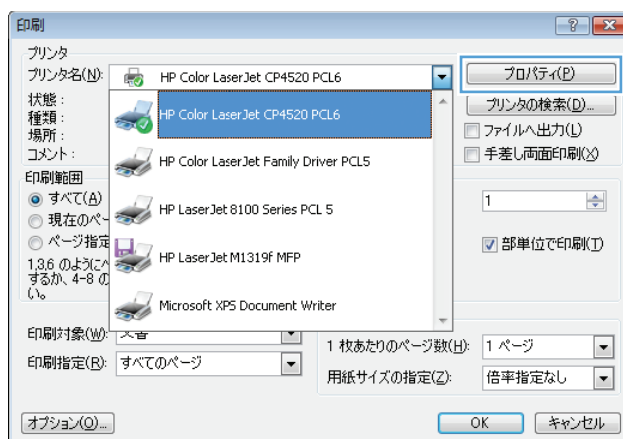 印刷
プリンタ
プリンタ名(N):
HP Color LaserJet CP4520 PCL6
プロパティ(P)
状態:
種類:
場所:
コメント:
HP Color LaserJet CP4520 PCL6
HP Color LaserJet Family Driver PCL5
HP LaserJet 8100 Series PCL 5
HP LaserJet M1319f MFP
Microsoft XPS Document Writer
プリンタの検索(D)...
ファイルへ出力(L)
手差し両面印刷(X)
印刷範囲
すべて(A)
現在のペー
ページ指定
1,3,6 のように
するか、4-8 の
い。
1
部単位で印刷(T)
印刷対象(W):
印刷指定(R):
すべてのページ
1 枚あたりのページ数(H):
1 ページ
用紙サイズの指定(Z):
倍率指定なし
オプション(O)...
OK
キャンセル